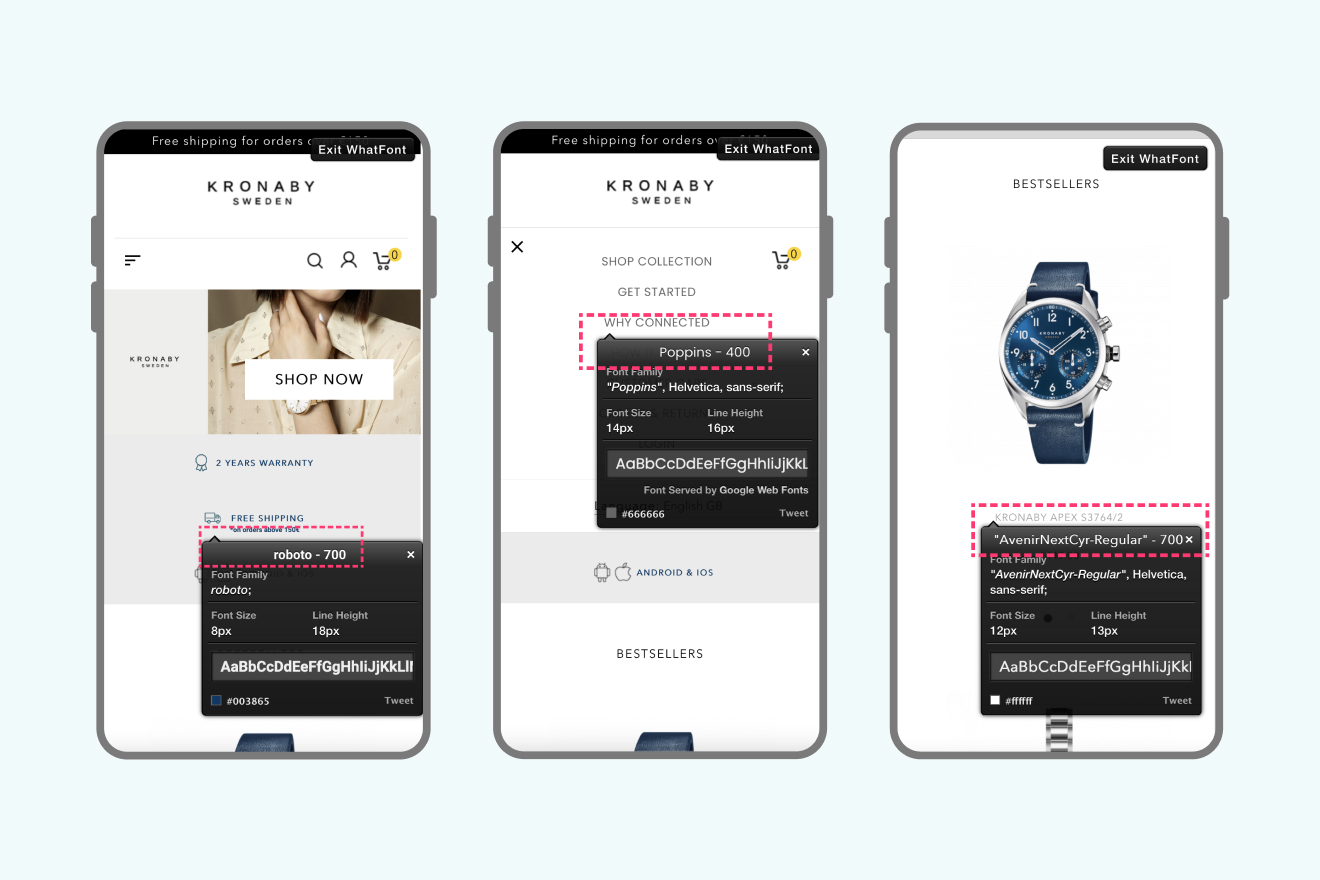 Free shipping for orders
Exit WhatFont
KRONABY
SWEDEN
0
KRONABY
SWEDEN
SHOP NOW
2 YEARS WARRANTY
FREE SHIPPING
*on orders above 150€
roboto - 700
×
Font Family
roboto;
Font Size
Line Height
8px
18px
AaBbCcDdEeFfGgHhIiJjKkLl
#003865
Tweet
Free shipping for orders
Exit WhatFont
KRONABY
SWEDEN
0
SHOP COLLECTION
GET STARTED
WHY CONNECTED
Poppins - 400
×
Font Family
"Poppins", Helvetica, sans-serif;
Font Size
Line Height
14px
16px
LOGIN
AaBbCcDdEeFfGgHhIiJjKkL
Font Served by Google Web Fonts
Language: English GB
#666666
Tweet
ANDROID & IOS
BESTSELLERS
Exit WhatFont
BESTSELLERS
KRONABY
KRONABY APEX S3764/2
"AvenirNextCyr-Regular" - 700
×
Font Family
"AvenirNextCyr-Regular", Helvetica,
sans-serif;
Font Size
Line Height
12px
13px
AaBbCcDdEeFfGgHhIiJjKk
#ffffff
Tweet